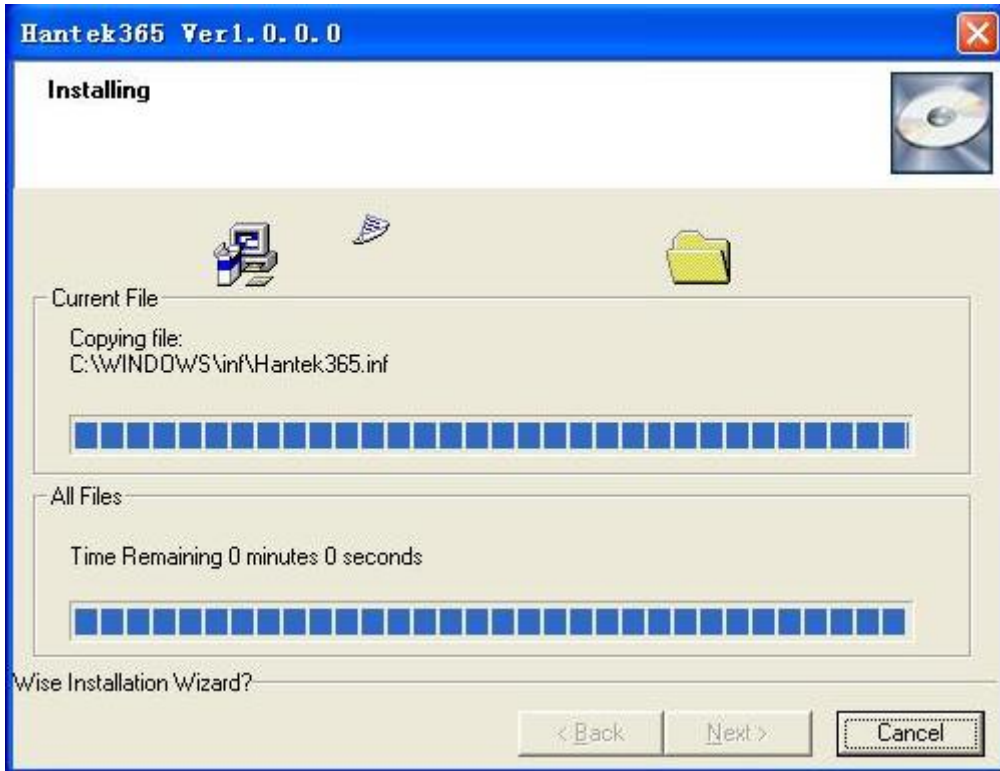 Hantek365 Ver1.0.0.0
Installing
Current File
Copying file:
C:\WINDOWS\inf\Hantek365.inf
All Files
Time Remaining 0 minutes 0 seconds
Wise Installation Wizard?
< Back
Next >
Cancel